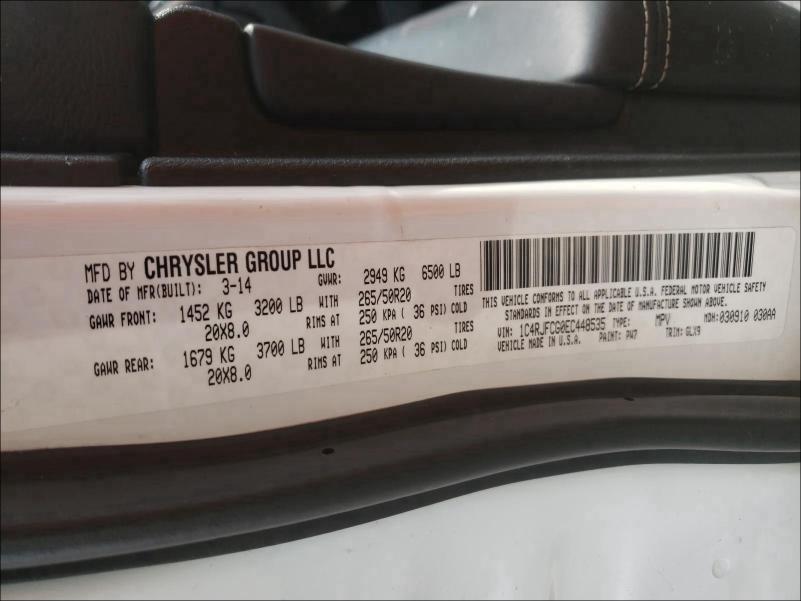 MFD BY CHRYSLER GROUP LLC
DATE OF MFR(BUILT): 3-14 GVWR: 2949 KG 6500 LB
GAWR FRONT: 1452 KG 3200 LB WITH 265/50R20 TIRES
20X8.0 RIMS AT 250 KPA ( 36 PSI) COLD
GAWR REAR: 1679 KG 3700 LB WITH 265/50R20 TIRES
20X8.0 RIMS AT 250 KPA ( 36 PSI) COLD
THIS VEHICLE CONFORMS TO ALL APPLICABLE U.S.A. FEDERAL MOTOR VEHICLE SAFETY
STANDARDS IN EFFECT ON THE DATE OF MANUFACTURE SHOWN ABOVE.
VIN: 1C4RJFCG0EC448535 TYPE: MPV MDH: 030910 030AA
VEHICLE MADE IN U.S.A. PAINT: PW7 TRIM: GLX9